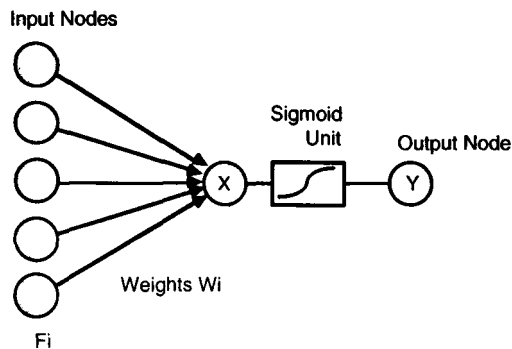 Input Nodes
Sigmoid
Unit
Output Node
X
Y
Weights Wi
Fi